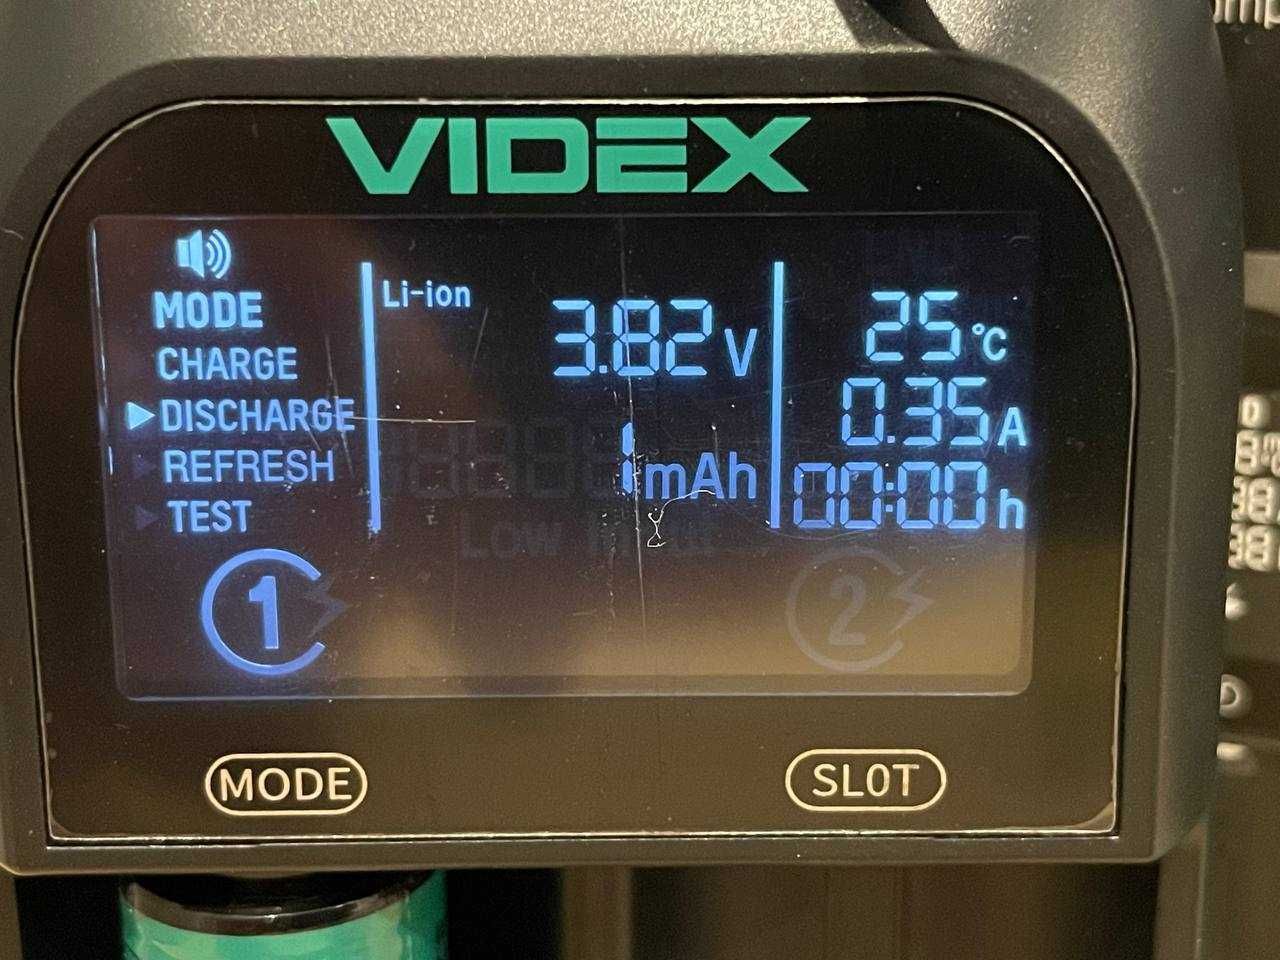 VIDEX
MODE
CHARGE
DISCHARGE
REFRESH
TEST
Li-ion
3.82 V
1 mAh
25 °C
0.35 A
00:00 h
1
2
MODE
SLOT